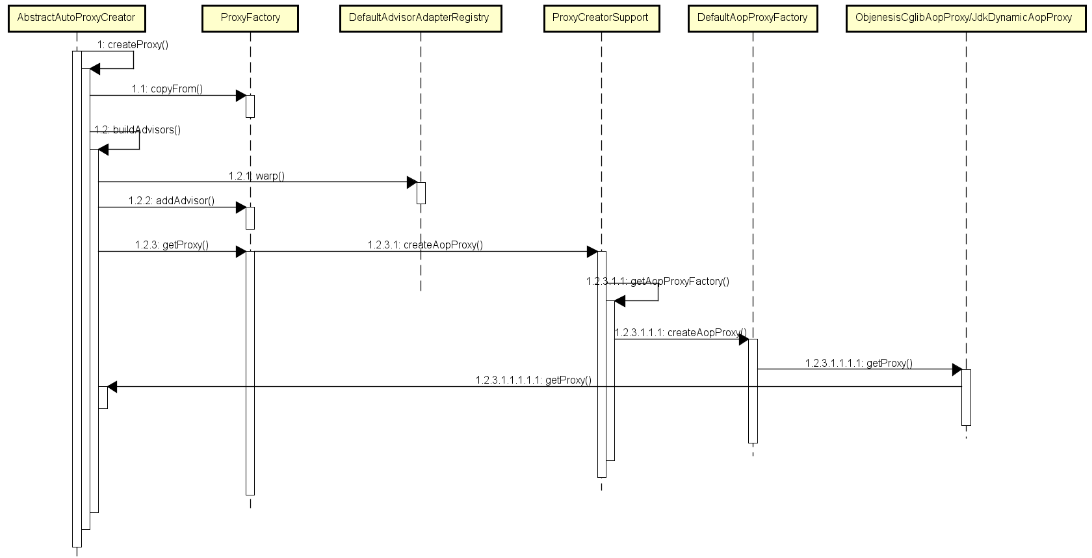 AbstractAutoProxyCreator
ProxyFactory
DefaultAdvisorAdapterRegistry
ProxyCreatorSupport
DefaultAopProxyFactory
ObjenesisCglibAopProxy/JdkDynamicAopProxy
1: createProxy()
1.1: copyFrom()
1.2: buildAdvisors()
1.2.1: warp()
1.2.2: addAdvisor()
1.2.3: getProxy()
1.2.3.1: createAopProxy()
1.2.3.1.1: getAopProxyFactory()
1.2.3.1.1.1: createAopProxy()
1.2.3.1.1.1.1: getProxy()
1.2.3.1.1.1.1.1: getProxy()